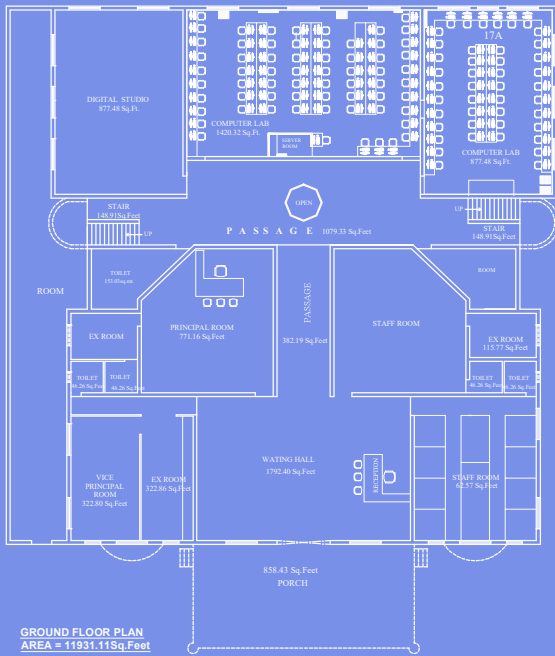 17A
DIGITAL STUDIO
877.48 Sq.Ft.
COMPUTER LAB
1420.32 Sq.Ft.
SERVER
ROOM
COMPUTER LAB
877.48 Sq.Ft.
STAIR
148.91Sq.Feet
UP
OPEN
PASSAGE 1079.33 Sq.Feet
UP
STAIR
148.91Sq.Feet
TOILET
ROOM
ROOM
PASSAGE
382.19 Sq.Feet
PRINCIPAL ROOM
771.16 Sq.Feet
STAFF ROOM
EX ROOM
EX ROOM
115.77 Sq.Feet
TOILET
46.26 Sq.Feet
TOILET
46.26 Sq.Feet
TOILET
46.26 Sq.Feet
TOILET
46.26 Sq.Feet
WATING HALL
1792.40 Sq.Feet
RECEPTION
VICE
PRINCIPAL
ROOM
322.80 Sq.Feet
EX ROOM
322.86 Sq.Feet
STAFF ROOM
62.57 Sq.Feet
858.43 Sq.Feet
PORCH
GROUND FLOOR PLAN
AREA = 11931.11Sq.Feet